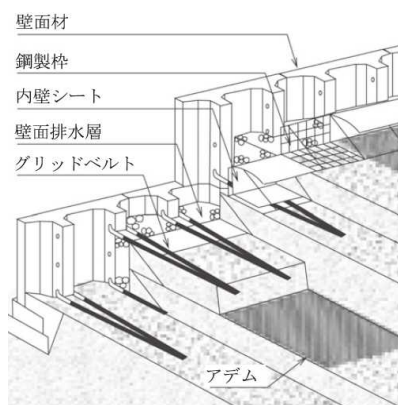 壁面材
鋼製枠
内壁シート
壁面排水層
グリッドベルト
アデム